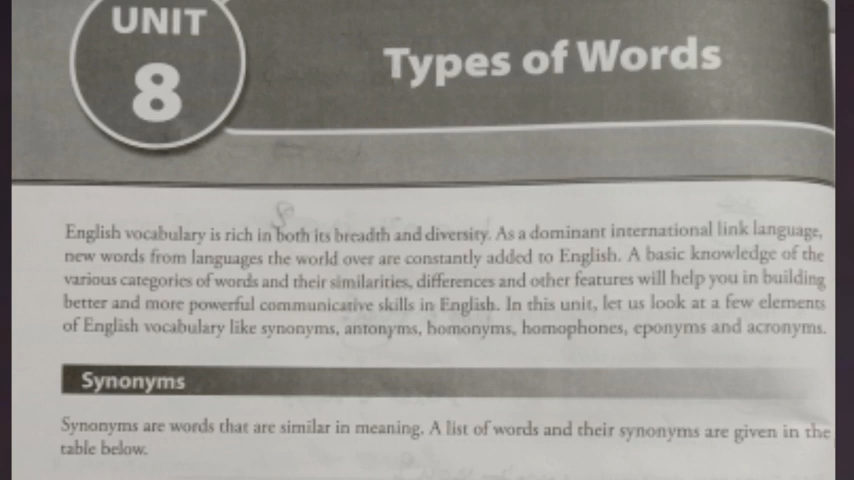 UNIT
8
Types of Words
English vocabulary is rich in both its breadth and diversity. As a dominant international link language,
new words from languages the world over are constantly added to English. A basic knowledge of the
various categories of words and their similarities, differences and other features will help you in building
better and more powerful communicative skills in English. In this unit, let us look at a few elements
of English vocabulary like synonyms, antonyms, homonyms, homophones, eponyms and acronyms.
Synonyms
Synonyms are words that are similar in meaning. A list of words and their synonyms are given in the
table below.